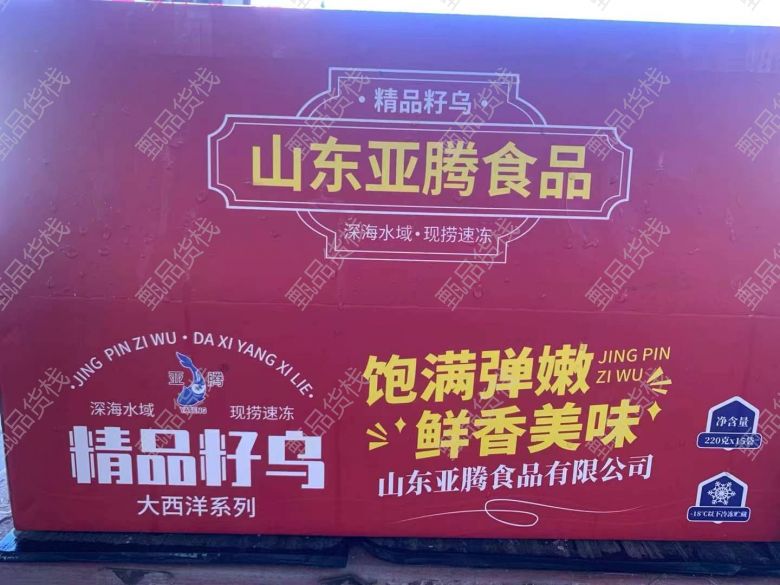 ·精品籽乌·
山东亚腾食品
深海水域·现捞速冻
·JING PIN ZI WU·DA XI YANG XI LIE·
亚腾
YATENG
深海水域 现捞速冻
精品籽乌
大西洋系列
饱满弹嫩
JING PIN
ZI WU
鲜香美味
山东亚腾食品有限公司
净含量
220克x15袋
-18℃以下冷冻贮藏
甄品货栈